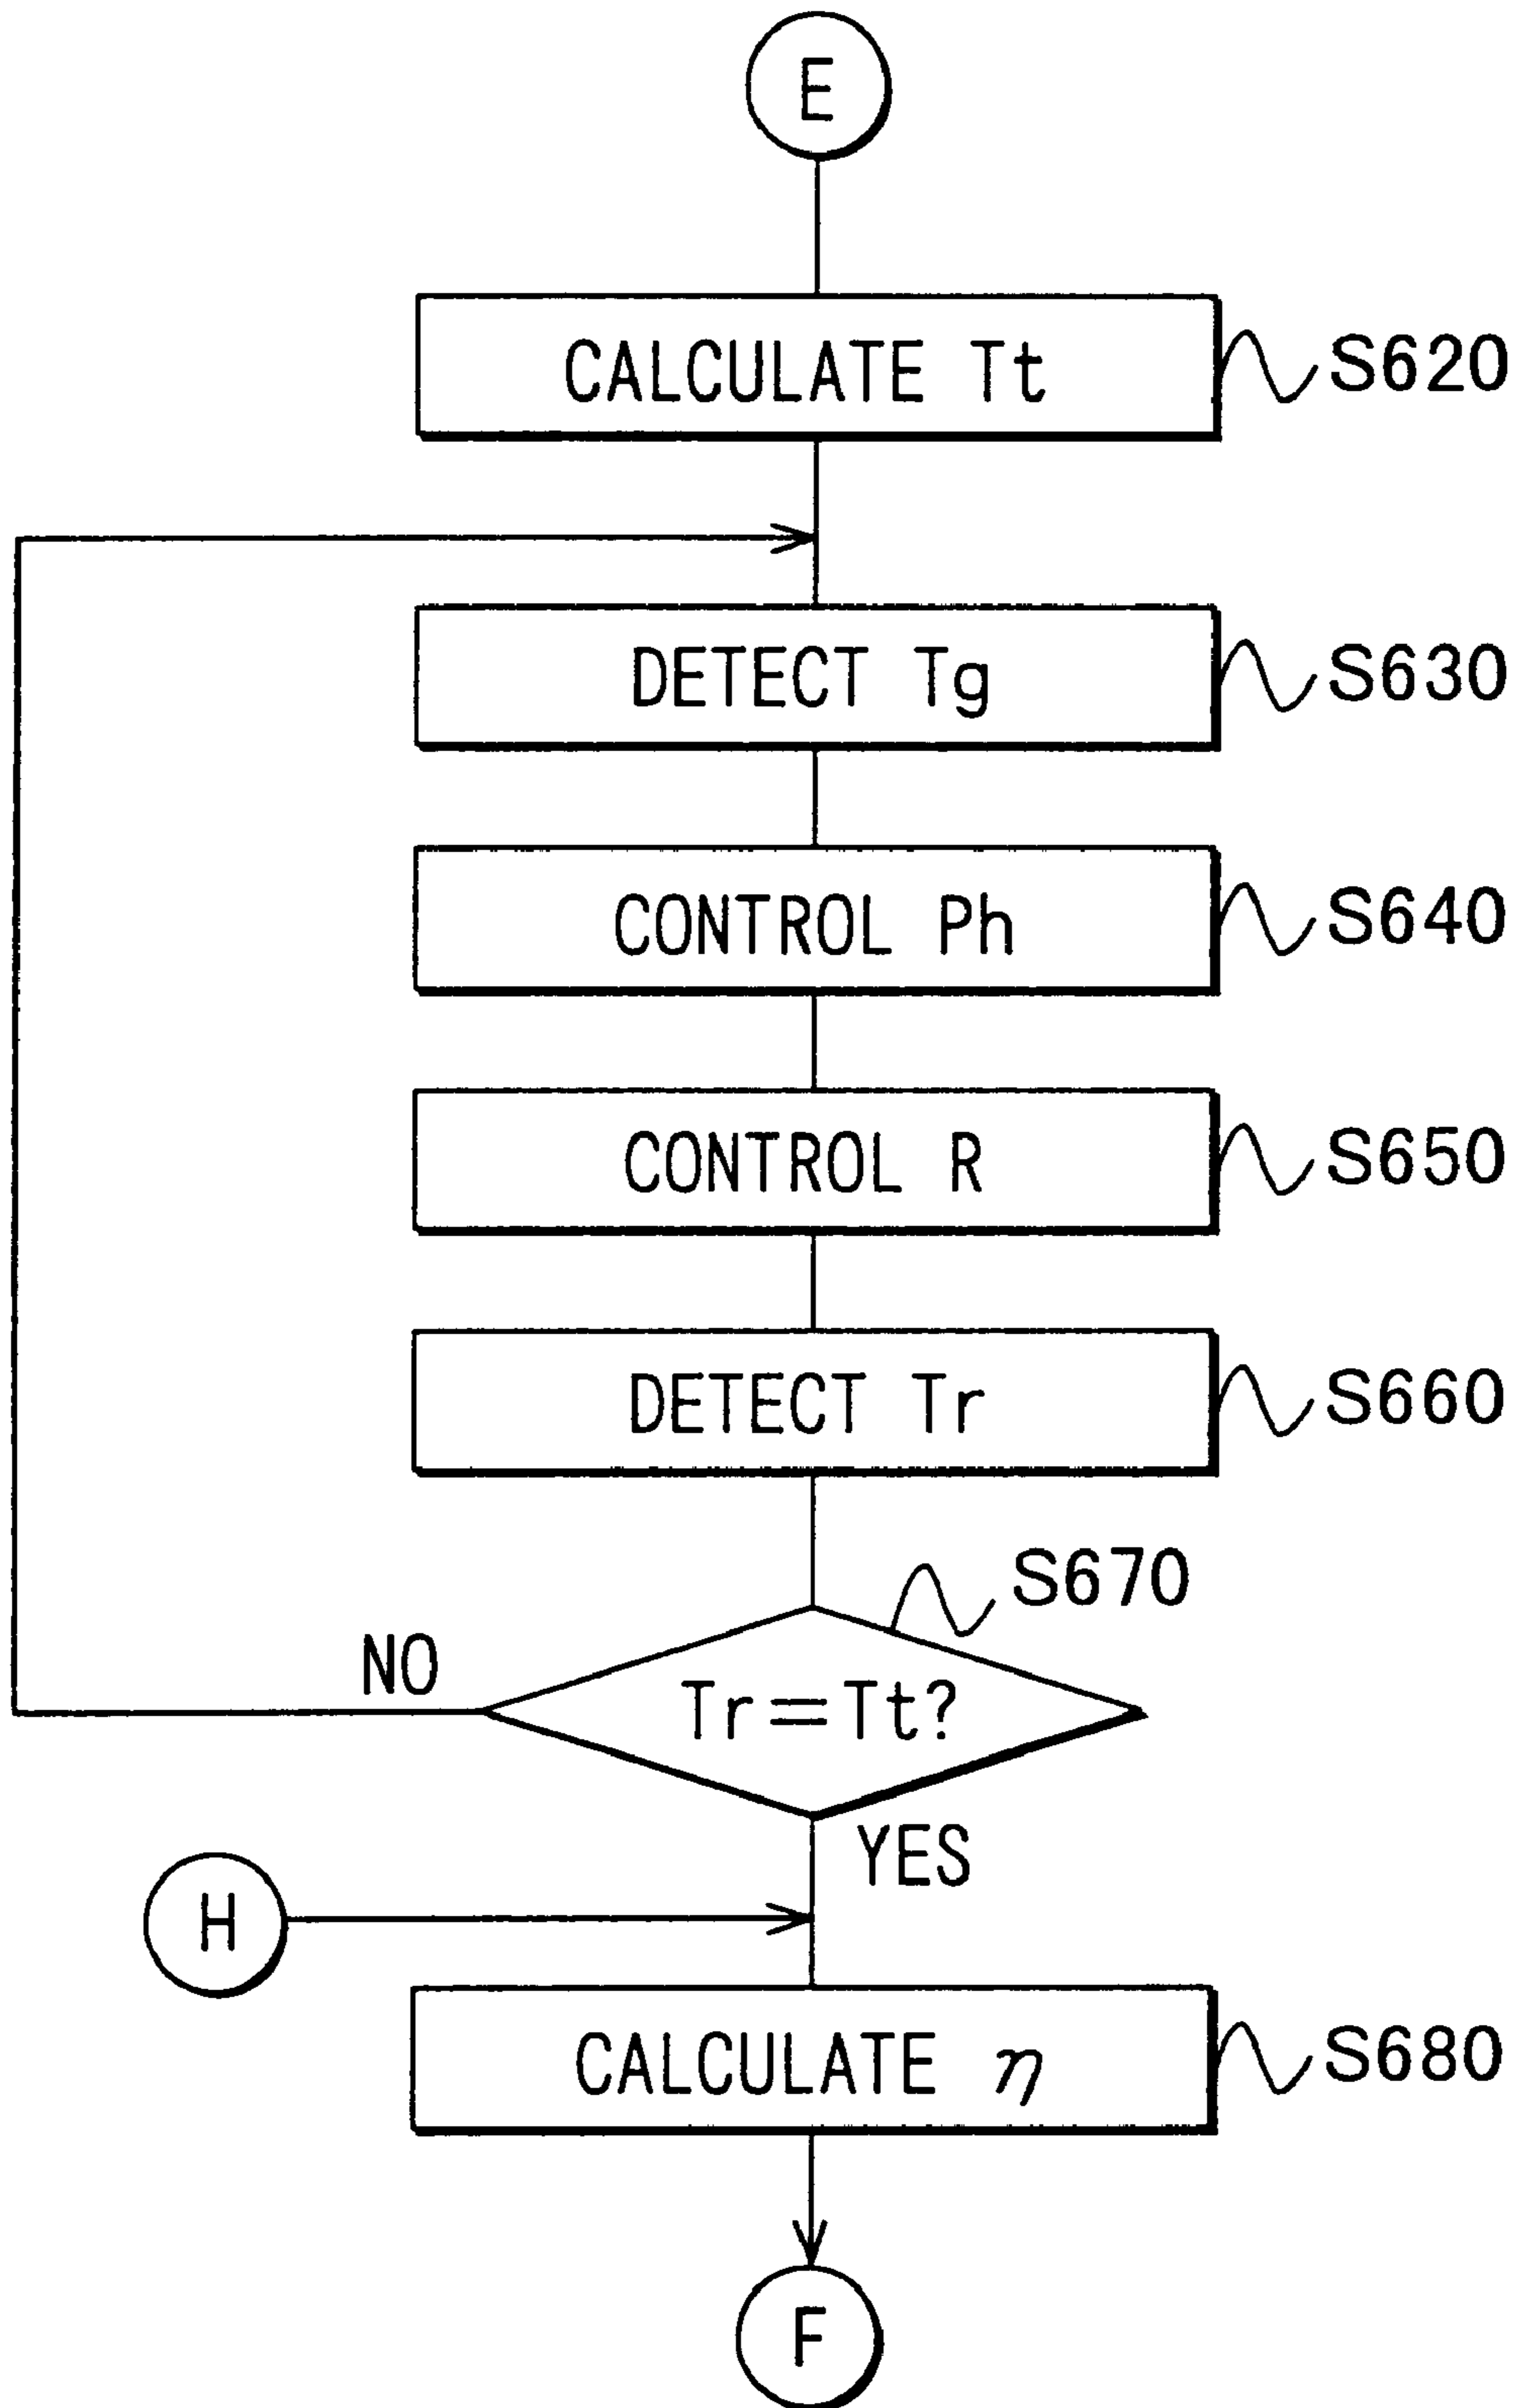 E
CALCULATE Tt
S620
DETECT Tg
S630
CONTROL Ph
S640
CONTROL R
S650
DETECT Tr
S660
S670
NO
Tr=Tt?
YES
H
CALCULATE η
S680
F